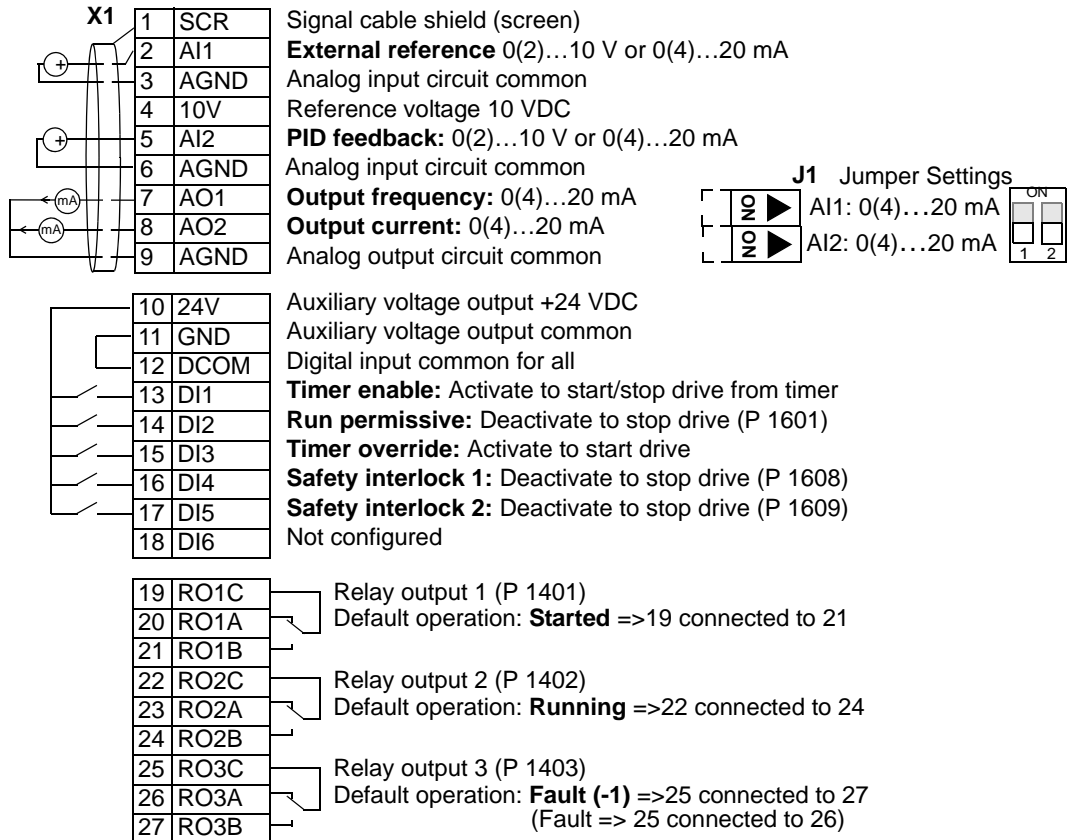 X1
1 SCR Signal cable shield (screen)
2 AI1 External reference 0(2)…10 V or 0(4)…20 mA
+
3 AGND Analog input circuit common
4 10V Reference voltage 10 VDC
+ 5 AI2 PID feedback: 0(2)…10 V or 0(4)…20 mA
6 AGND Analog input circuit common
J1 Jumper Settings
mA 7 AO1 Output frequency: 0(4)…20 mA
ON AI1: 0(4)…20 mA ON
mA 8 AO2 Output current: 0(4)…20 mA
ON AI2: 0(4)…20 mA 1 2
9 AGND Analog output circuit common
10 24V Auxiliary voltage output +24 VDC
11 GND Auxiliary voltage output common
12 DCOM Digital input common for all
13 DI1 Timer enable: Activate to start/stop drive from timer
14 DI2 Run permissive: Deactivate to stop drive (P 1601)
15 DI3 Timer override: Activate to start drive
16 DI4 Safety interlock 1: Deactivate to stop drive (P 1608)
17 DI5 Safety interlock 2: Deactivate to stop drive (P 1609)
18 DI6 Not configured
19 RO1C Relay output 1 (P 1401)
20 RO1A Default operation: Started =>19 connected to 21
21 RO1B
22 RO2C Relay output 2 (P 1402)
23 RO2A Default operation: Running =>22 connected to 24
24 RO2B
25 RO3C Relay output 3 (P 1403)
26 RO3A Default operation: Fault (-1) =>25 connected to 27
27 RO3B (Fault => 25 connected to 26)